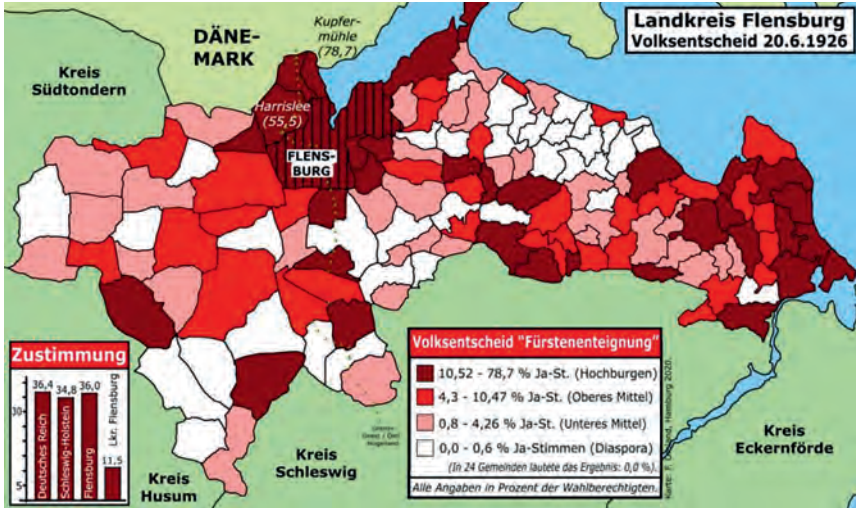 Landkreis Flensburg
Volksentscheid 20.6.1926
Kupfer-
mühle
(78,7)
DÄNE-
MARK
Kreis
Südtondern
Harrislee
(55,5)
FLENS-
BURG
Zustimmung
10
5
36,4
34,8
36,0
11,5
Deutsches Reich
Schleswig-Holstein
Flensburg
Lkr. Flensburg
Kreis
Husum
Kreis
Schleswig
Volksentscheid "Fürstenenteignung"
10,52 - 78,7 % Ja-St. (Hochburgen)
4,3 - 10,47 % Ja-St. (Oberes Mittel)
0,8 - 4,26 % Ja-St. (Unteres Mittel)
0,0 - 0,6 % Ja-Stimmen (Diaspora)
(In 24 Gemeinden lautete das Ergebnis: 0,0 %).
Alle Angaben in Prozent der Wahlberechtigten.
Hamburg 2020.
Kreis
Eckernförde